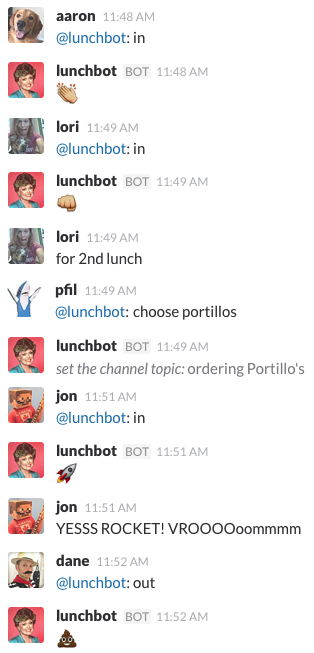 aaron 11:48 AM
@lunchbot: in
lunchbot BOT 11:48 AM
👏
lori 11:49 AM
@lunchbot: in
lunchbot BOT 11:49 AM
👊
lori 11:49 AM
for 2nd lunch
pfil 11:49 AM
@lunchbot: choose portillos
lunchbot BOT 11:49 AM
set the channel topic: ordering Portillo's
jon 11:51 AM
@lunchbot: in
lunchbot BOT 11:51 AM
🚀
jon 11:51 AM
YESSS ROCKET! VROOOOoommmm
dane 11:52 AM
@lunchbot: out
lunchbot BOT 11:52 AM
💩